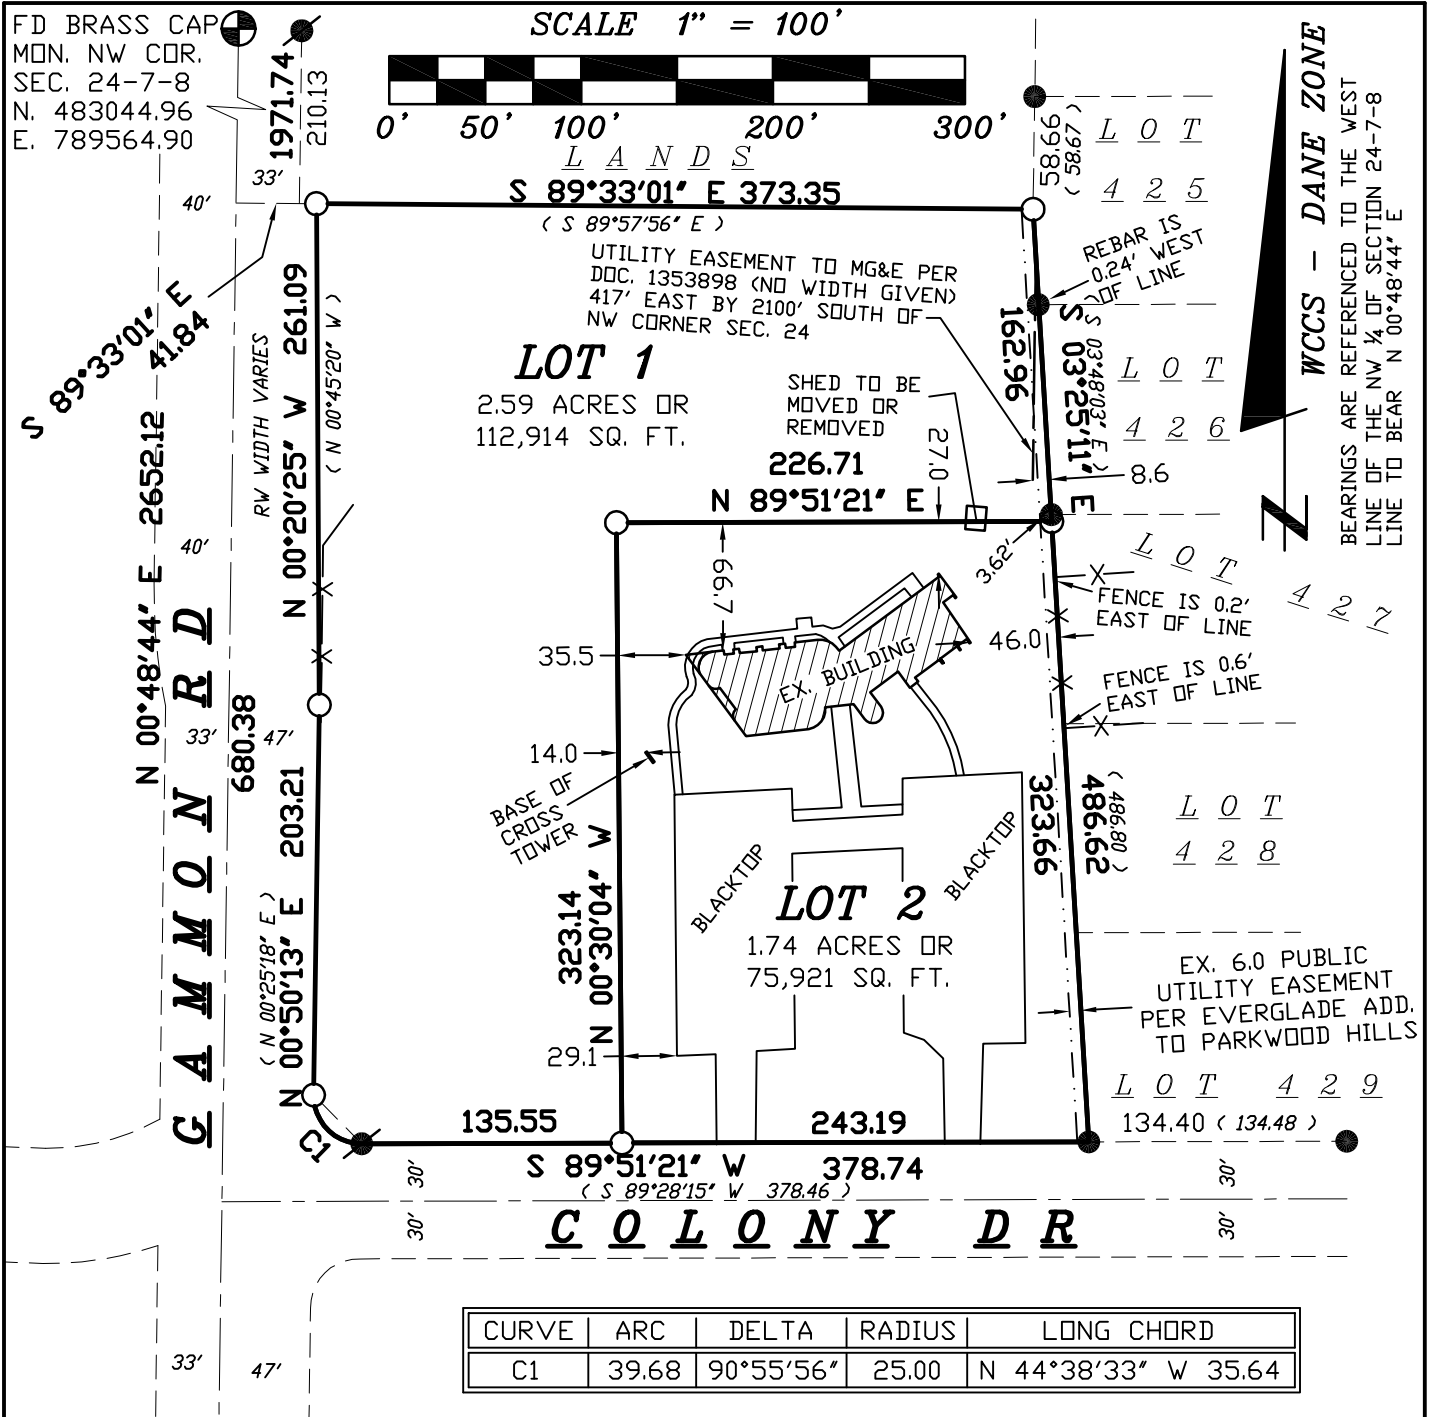 FD BRASS CAP
MON. NW COR.
SEC. 24-7-8
N. 483044.96
E. 789564.90
1971.74
210.13
SCALE 1" = 100'
0' 50' 100' 200' 300'
LANDS
S 89°33'01" E 373.35
( S 89°57'56" E )
33'
40'
S 89°33'01" E
41.84
UTILITY EASEMENT TO MG&E PER
DOC. 1353898 (NO WIDTH GIVEN)
417' EAST BY 2100' SOUTH OF
NW CORNER SEC. 24
58.66
( 58.67 )
LOT
425
REBAR IS
0.24' WEST
OF LINE
WCCS - DANE ZONE
BEARINGS ARE REFERENCED TO THE WEST
LINE OF THE NW ¼ OF SECTION 24-7-8
LINE TO BEAR N 00°48'44" E
N
LOT 1
2.59 ACRES OR
112,914 SQ. FT.
SHED TO BE
MOVED OR
REMOVED
27.0
162.96
S 03°25'11" E
( S 03°48'03" E )
LOT
426
8.6
N 00°20'25" W 261.09
( N 00°45'20" W )
RW WIDTH VARIES
226.71
N 89°51'21" E
3.62'
LOT
427
FENCE IS 0.2'
EAST OF LINE
FENCE IS 0.6'
EAST OF LINE
N 00°48'44" E 2652.12
40'
GAMMON RD
33' 47'
680.38
66.7
35.5
EX. BUILDING
46.0
14.0
BASE OF
CROSS
TOWER
N 00°50'13" E 203.21
( N 00°25'18" E )
323.14
N 00°30'04" W
BLACKTOP
BLACKTOP
LOT 2
1.74 ACRES OR
75,921 SQ. FT.
323.66
486.62
( 486.80 )
LOT
428
EX. 6.0 PUBLIC
UTILITY EASEMENT
PER EVERGLADE ADD.
TO PARKWOOD HILLS
29.1
LOT 429
134.40 ( 134.48 )
C1
135.55
243.19
S 89°51'21" W 378.74
( S 89°28'15" W 378.46 )
30'
30'
30'
30'
COLONY DR
33'
47'
CURVE ARC DELTA RADIUS LONG CHORD
C1 39.68 90°55'56" 25.00 N 44°38'33" W 35.64